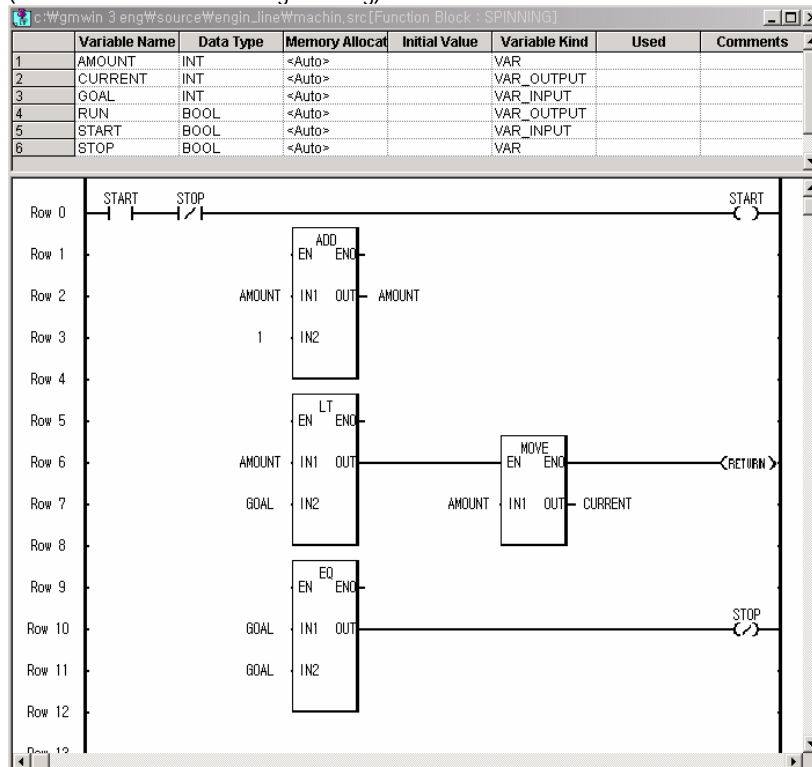 c:₩gmwin 3 eng₩source₩engin_line₩machin,src[Function Block : SPINNING]
Variable Name Data Type Memory Allocat Initial Value Variable Kind Used Comments
1 AMOUNT INT <Auto> VAR
2 CURRENT INT <Auto> VAR_OUTPUT
3 GOAL INT <Auto> VAR_INPUT
4 RUN BOOL <Auto> VAR_OUTPUT
5 START BOOL <Auto> VAR_INPUT
6 STOP BOOL <Auto> VAR
START STOP START
Row 0
ADD
Row 1 EN ENO
Row 2 AMOUNT IN1 OUT AMOUNT
Row 3 1 IN2
Row 4
LT
Row 5 EN ENO
MOVE
Row 6 AMOUNT IN1 OUT EN ENO RETURN
Row 7 GOAL IN2 AMOUNT IN1 OUT CURRENT
Row 8
EQ
Row 9 EN ENO
STOP
Row 10 GOAL IN1 OUT
Row 11 GOAL IN2
Row 12